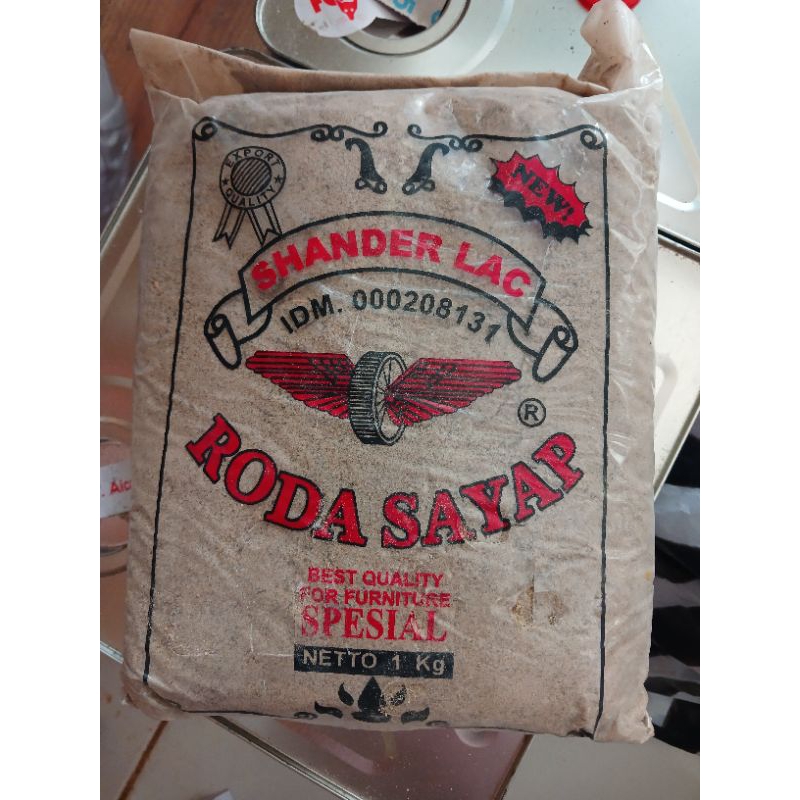 EXPORT
QUALITY
NEW!
SHANDER LAC
IDM. 000208131
®
RODA SAYAP
BEST QUALITY
FOR FURNITURE
SPESIAL
NETTO 1 Kg